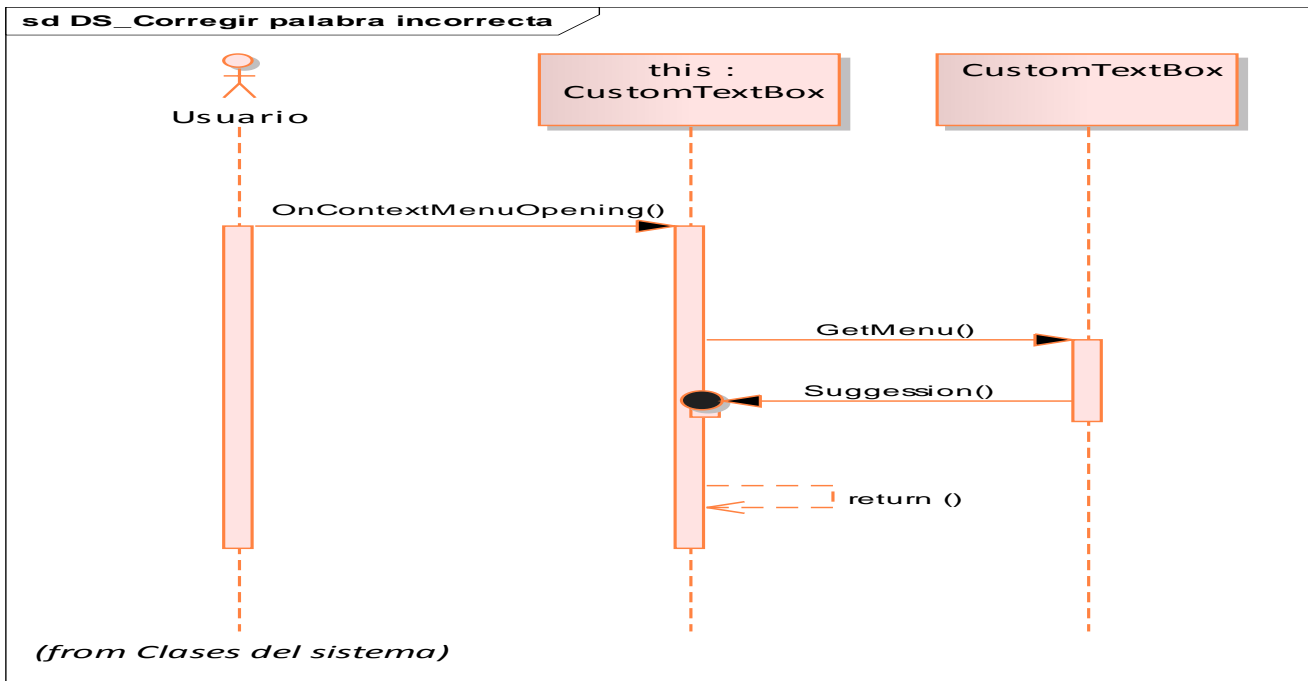 sd DS_Corregir palabra incorrecta
Usuario
this :
CustomTextBox
CustomTextBox
OnContextMenuOpening()
GetMenu()
Suggession()
return ()
(from Clases del sistema)